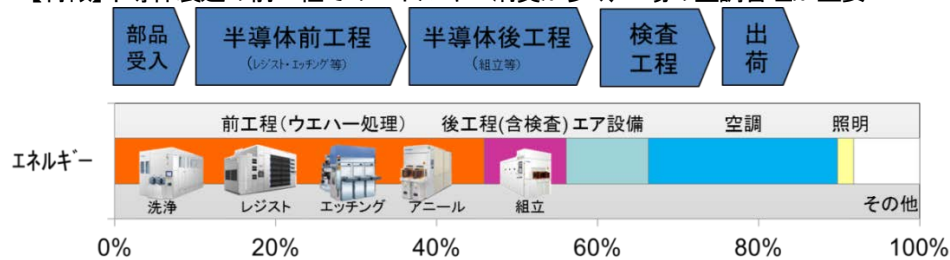 部品
受入
半導体前工程
(レジスト・エッチング等)
半導体後工程
(組立等)
検査
工程
出
荷
前工程(ウエハー処理) 後工程(含検査) エア設備 空調 照明
エネルギー
洗浄 レジスト エッチング アニール 組立 その他
0% 20% 40% 60% 80% 100%